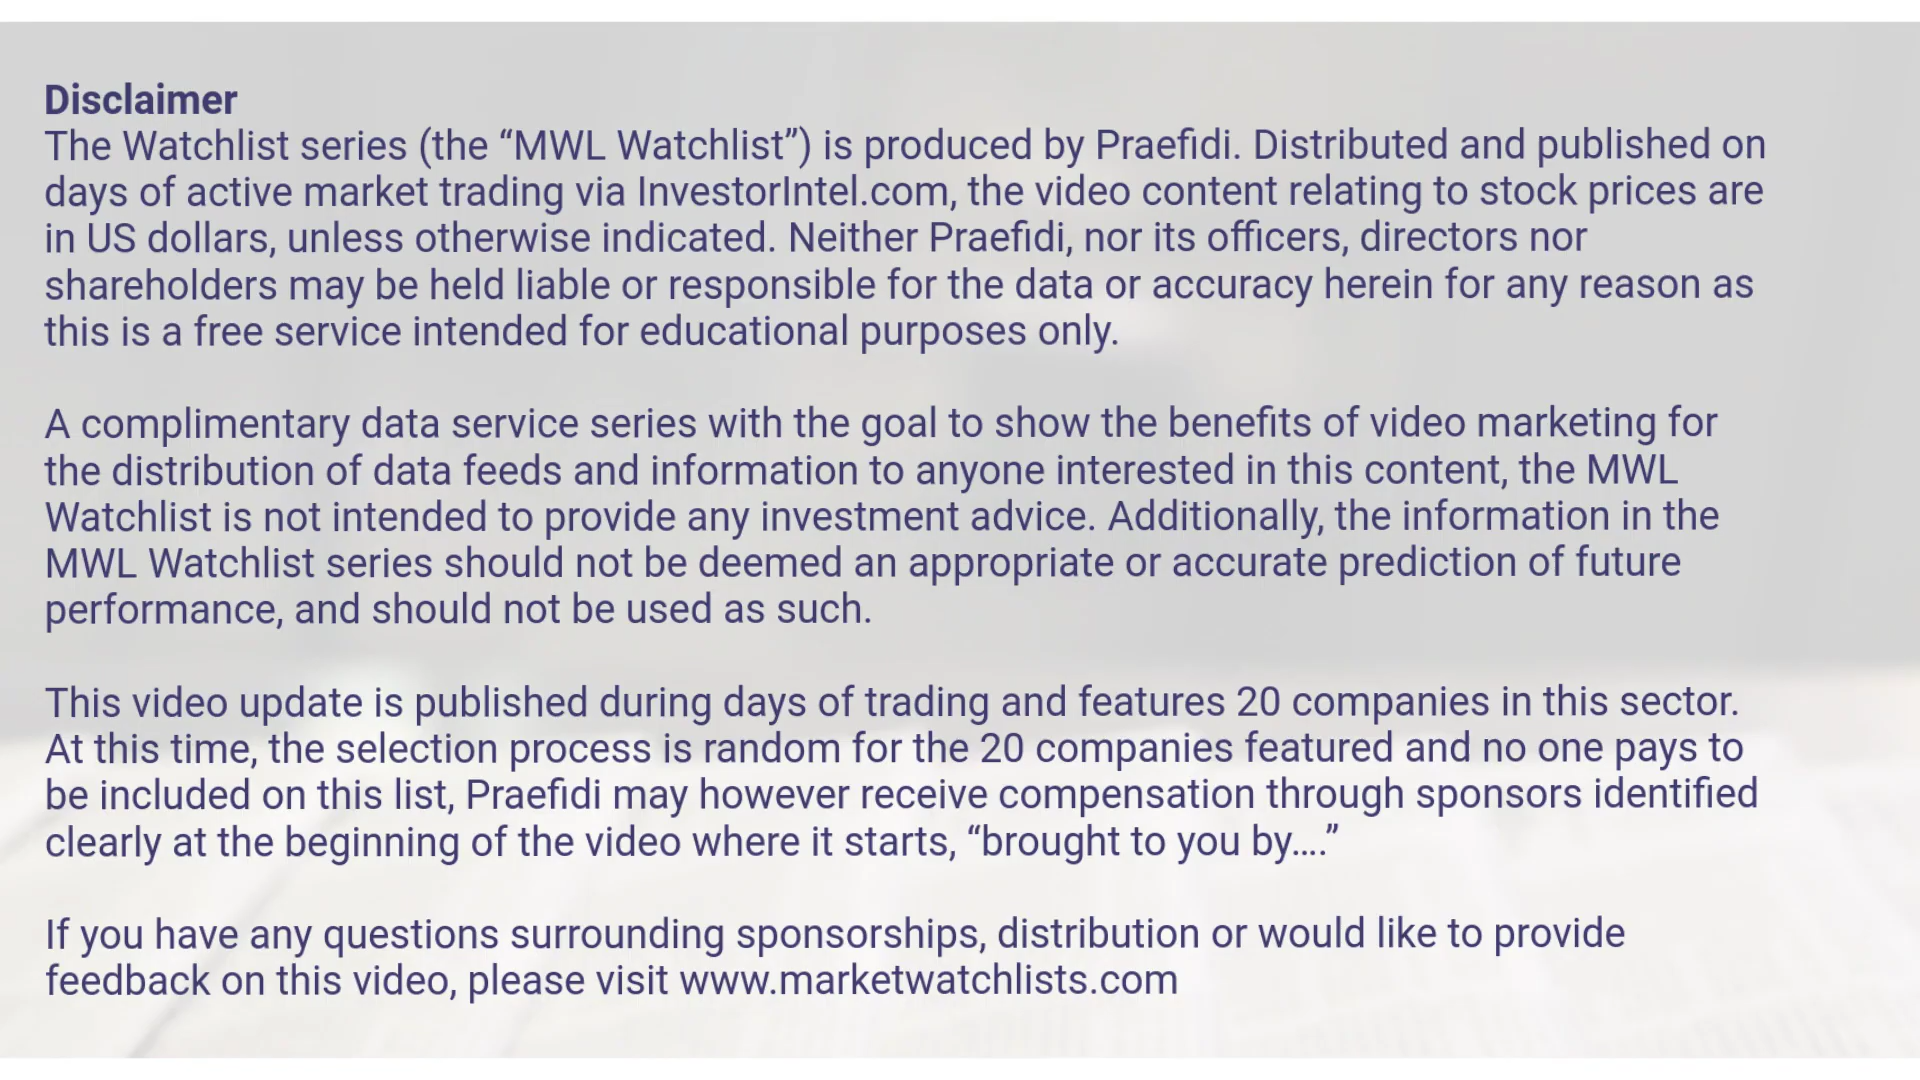 Disclaimer
The Watchlist series (the “MWL Watchlist”) is produced by Praefidi. Distributed and published on
days of active market trading via InvestorIntel.com, the video content relating to stock prices are
in US dollars, unless otherwise indicated. Neither Praefidi, nor its officers, directors nor
shareholders may be held liable or responsible for the data or accuracy herein for any reason as
this is a free service intended for educational purposes only.
A complimentary data service series with the goal to show the benefits of video marketing for
the distribution of data feeds and information to anyone interested in this content, the MWL
Watchlist is not intended to provide any investment advice. Additionally, the information in the
MWL Watchlist series should not be deemed an appropriate or accurate prediction of future
performance, and should not be used as such.
This video update is published during days of trading and features 20 companies in this sector.
At this time, the selection process is random for the 20 companies featured and no one pays to
be included on this list, Praefidi may however receive compensation through sponsors identified
clearly at the beginning of the video where it starts, “brought to you by....”
If you have any questions surrounding sponsorships, distribution or would like to provide
feedback on this video, please visit www.marketwatchlists.com